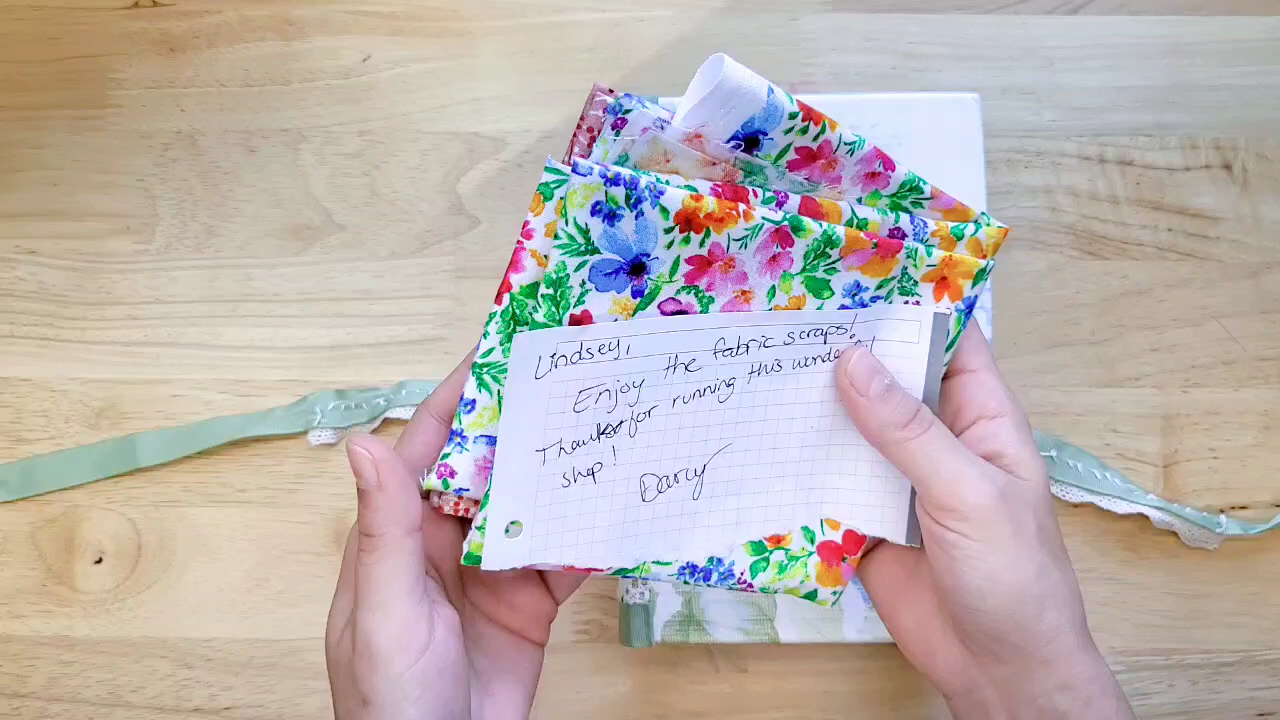 Lindsey,
Enjoy the fabric scraps!
Thanks for running this
shop!
Darcy